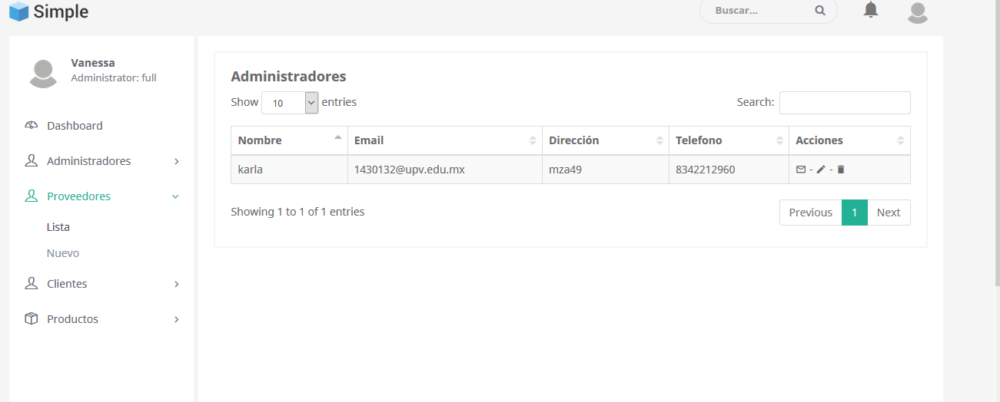 Simple
Buscar...
Vanessa
Administrator: full
Dashboard
Administradores
Proveedores
Lista
Nuevo
Clientes
Productos
Administradores
Show 10 entries
Search:
Nombre Email Dirección Telefono Acciones
karla 1430132@upv.edu.mx mza49 8342212960 - -
Showing 1 to 1 of 1 entries
Previous 1 Next